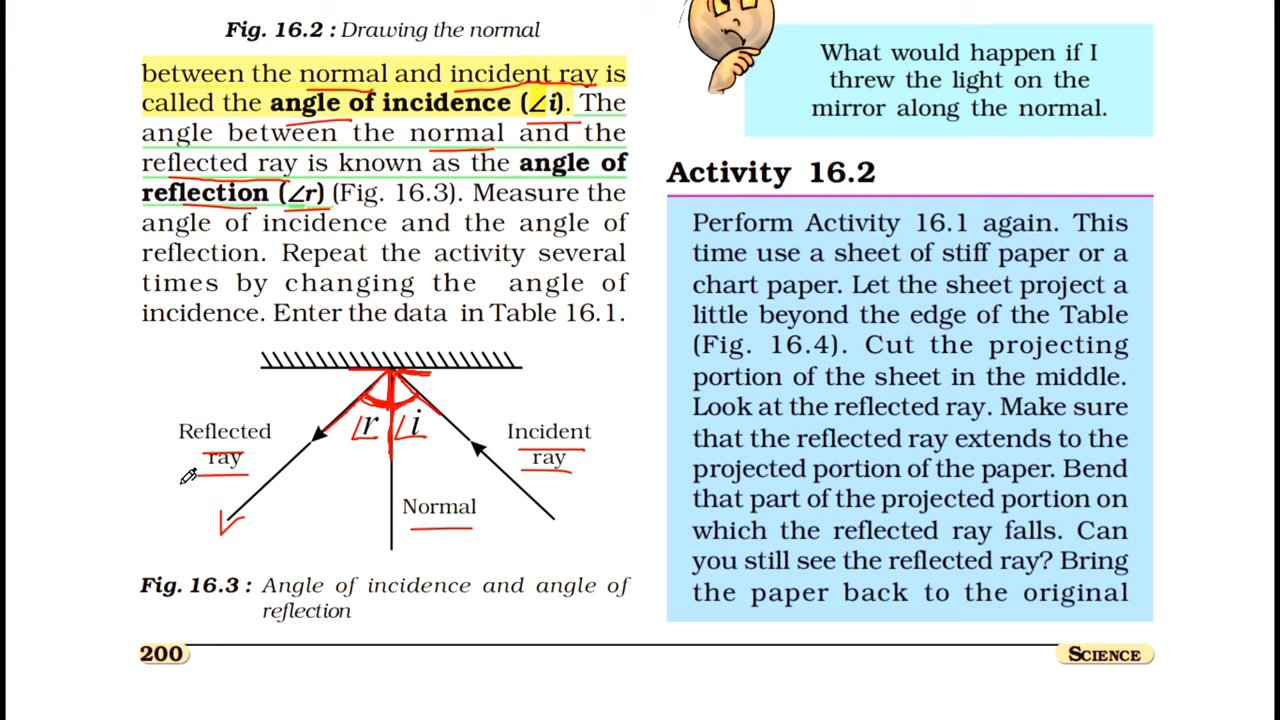 Fig. 16.2 : Drawing the normal
between the normal and incident ray is
called the angle of incidence (∠i). The
angle between the normal and the
reflected ray is known as the angle of
reflection (∠r) (Fig. 16.3). Measure the
angle of incidence and the angle of
reflection. Repeat the activity several
times by changing the angle of
incidence. Enter the data in Table 16.1.
∠r ∠i
Reflected
ray
Incident
ray
Normal
Fig. 16.3 : Angle of incidence and angle of
reflection
What would happen if I
threw the light on the
mirror along the normal.
Activity 16.2
Perform Activity 16.1 again. This
time use a sheet of stiff paper or a
chart paper. Let the sheet project a
little beyond the edge of the Table
(Fig. 16.4). Cut the projecting
portion of the sheet in the middle.
Look at the reflected ray. Make sure
that the reflected ray extends to the
projected portion of the paper. Bend
that part of the projected portion on
which the reflected ray falls. Can
you still see the reflected ray? Bring
the paper back to the original
200
SCIENCE